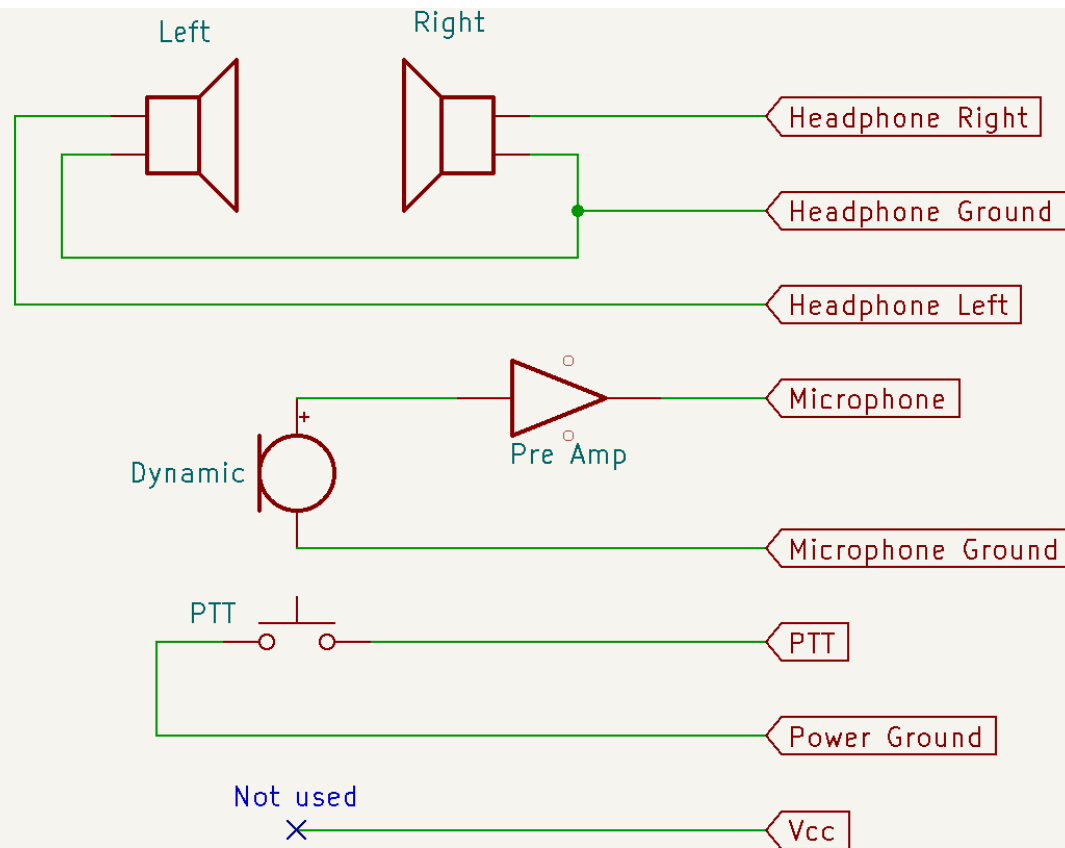 Left
Right
Headphone Right
Headphone Ground
Headphone Left
Microphone
+
Pre Amp
Dynamic
Microphone Ground
PTT
PTT
Power Ground
Not used
Vcc